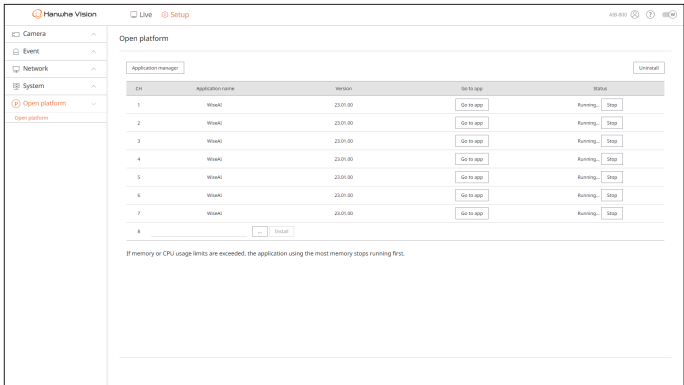 Hanwha Vision
Live
Setup
AIB-800
?
Camera
Event
Network
System
P Open platform
Open platform
Open platform
Application manager
Uninstall
CH Application name Version Go to app Status
1 WiseAI 23.01.00 Go to app Running... Stop
2 WiseAI 23.01.00 Go to app Running... Stop
3 WiseAI 23.01.00 Go to app Running... Stop
4 WiseAI 23.01.00 Go to app Running... Stop
5 WiseAI 23.01.00 Go to app Running... Stop
6 WiseAI 23.01.00 Go to app Running... Stop
7 WiseAI 23.01.00 Go to app Running... Stop
8 ... Install
If memory or CPU usage limits are exceeded, the application using the most memory stops running first.